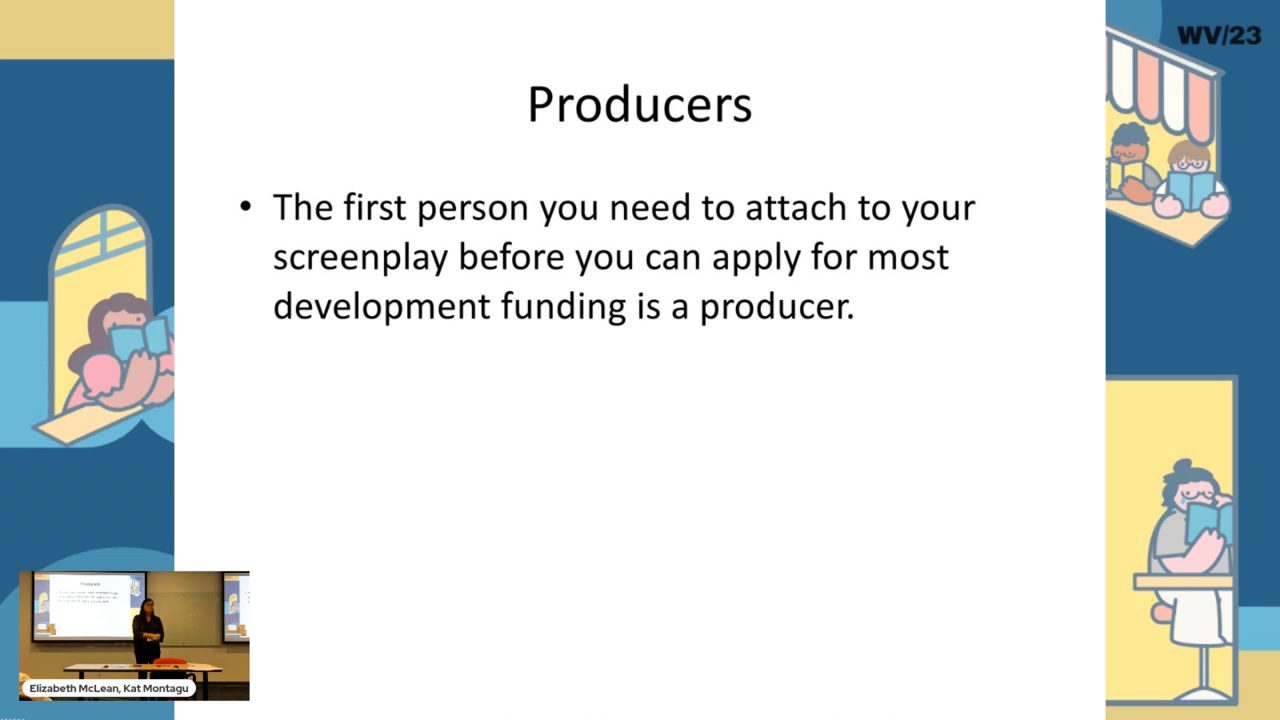 WV/23
Producers
• The first person you need to attach to your
screenplay before you can apply for most
development funding is a producer.
Producers
Elizabeth McLean, Kat Montagu